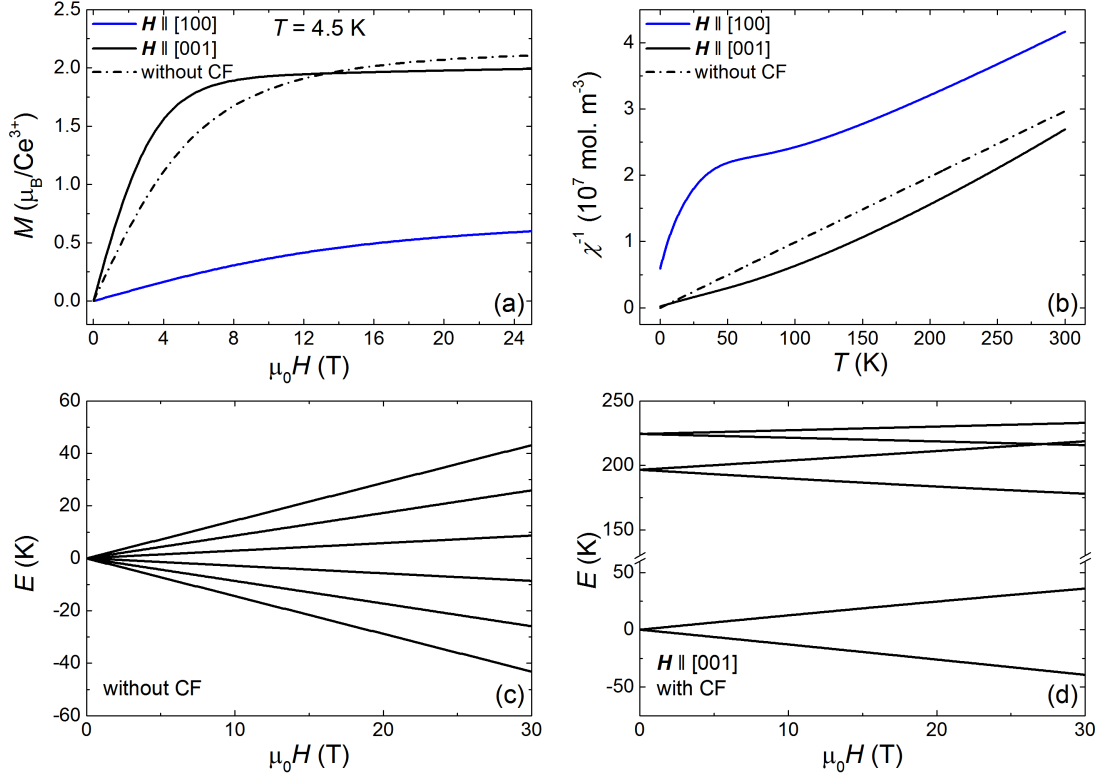 H || [100]
H || [001]
without CF
T = 4.5 K
M (μB/Ce3+)
2.5
2.0
1.5
1.0
0.5
0.0
0 4 8 12 16 20 24
μ0H (T)
(a)
H || [100]
H || [001]
without CF
χ-1 (107 mol. m-3)
4
3
2
1
0
0 50 100 150 200 250 300
T (K)
(b)
E (K)
60
40
20
0
-20
-40
-60
0 10 20 30
μ0H (T)
without CF
(c)
E (K)
250
200
50
0
-50
0 10 20 30
μ0H (T)
H || [001]
with CF
(d)